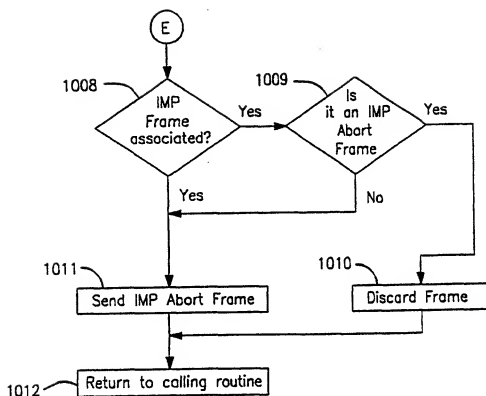 E
1008
IMP
Frame
associated?
Yes
1009
Is
it an IMP
Abort
Frame
Yes
Yes
No
1011
Send IMP Abort Frame
1010
Discard Frame
1012
Return to calling routine